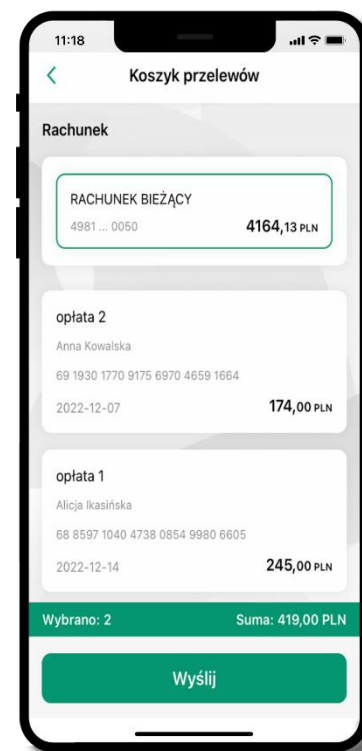 11:18
Koszyk przelewów
Rachunek
RACHUNEK BIEŻĄCY
4981 ... 0050 4164,13 PLN
opłata 2
Anna Kowalska
69 1930 1770 9175 6970 4659 1664
2022-12-07 174,00 PLN
opłata 1
Alicja Ikasińska
68 8597 1040 4738 0854 9980 6605
2022-12-14 245,00 PLN
Wybrano: 2 Suma: 419,00 PLN
Wyślij